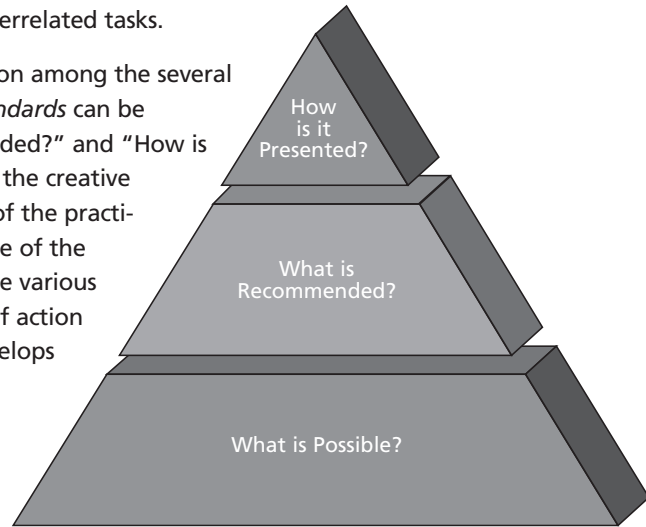 errelated tasks.
on among the several
ndards can be
ded?” and “How is
the creative
of the practi-
e of the
e various
f action
elops
How
is it
Presented?
What is
Recommended?
What is Possible?